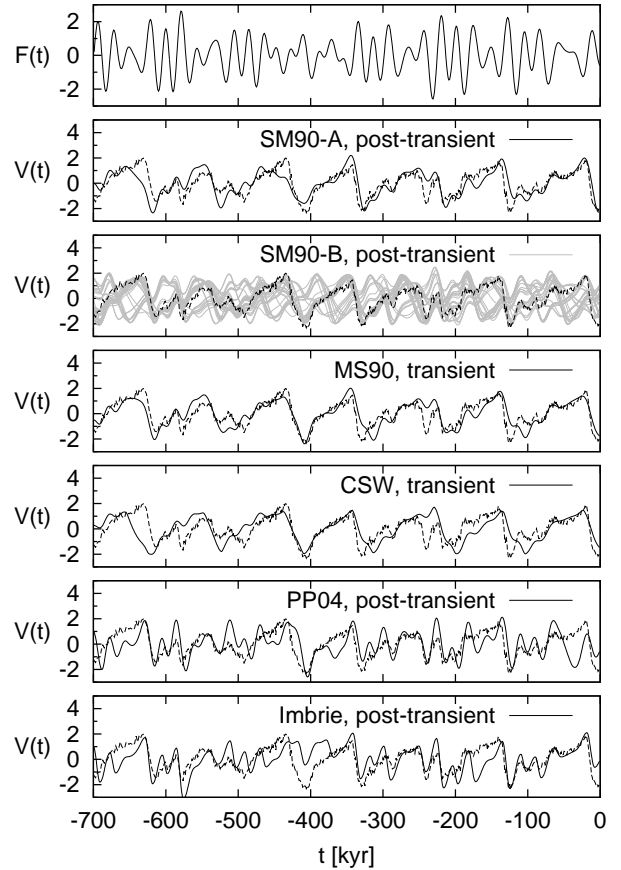 2
F(t) 0
-2
SM90-A, post-transient
4
2
V(t) 0
-2
SM90-B, post-transient
4
2
V(t) 0
-2
MS90, transient
4
2
V(t) 0
-2
CSW, transient
4
2
V(t) 0
-2
PP04, post-transient
4
2
V(t) 0
-2
Imbrie, post-transient
4
2
V(t) 0
-2
-700 -600 -500 -400 -300 -200 -100 0
t [kyr]